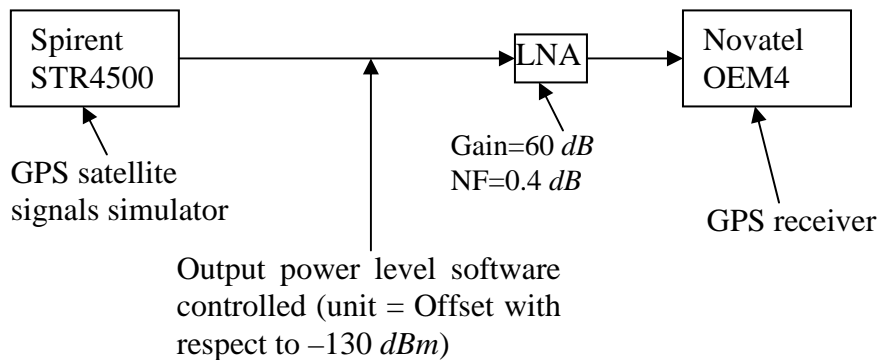 Spirent
STR4500
LNA
Novatel
OEM4
Gain=60 dB
NF=0.4 dB
GPS satellite
signals simulator
GPS receiver
Output power level software
controlled (unit = Offset with
respect to –130 dBm)